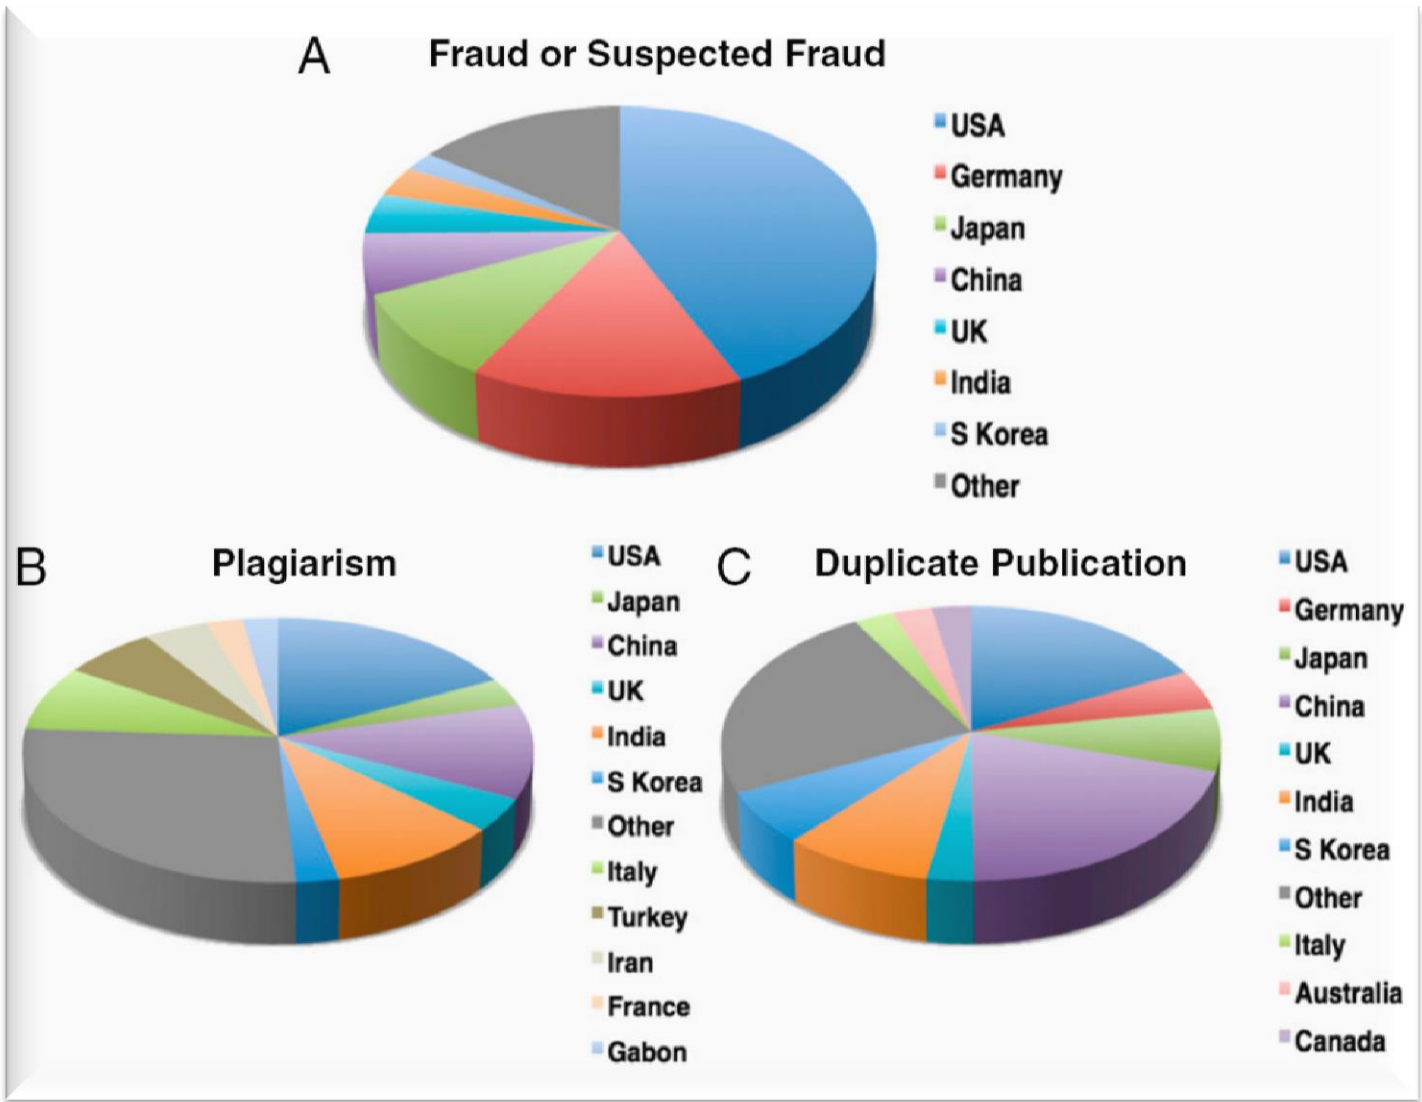 A Fraud or Suspected Fraud
USA
Germany
Japan
China
UK
India
S Korea
Other
B Plagiarism
USA
Japan
China
UK
India
S Korea
Other
Italy
Turkey
Iran
France
Gabon
C Duplicate Publication
USA
Germany
Japan
China
UK
India
S Korea
Other
Italy
Australia
Canada